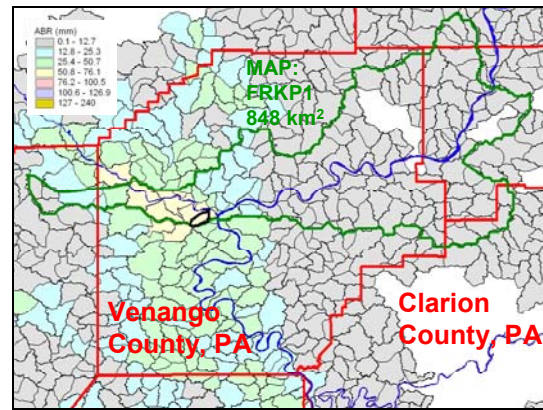 ABR (mm)
0.1 - 12.7
12.8 - 25.3
25.4 - 50.7
50.8 - 76.1
76.2 - 100.5
100.6 - 126.9
127 - 240
MAP:
FRKP1
848 km²
Venango
County, PA
Clarion
County, PA